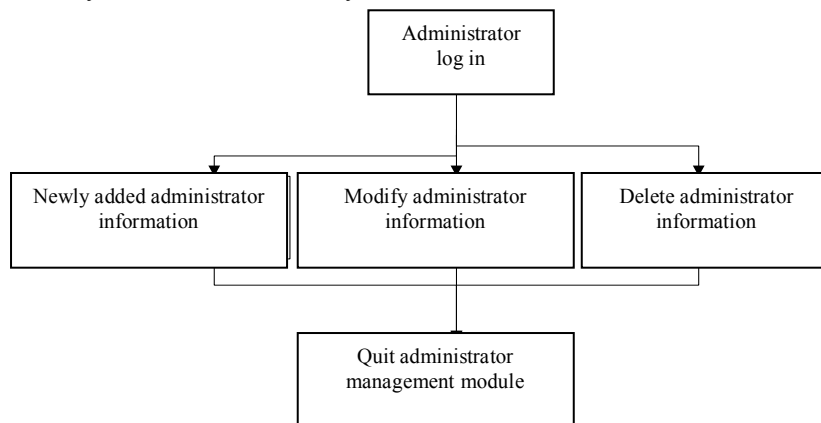 Administrator
log in
Newly added administrator
information
Modify administrator
information
Delete administrator
information
Quit administrator
management module